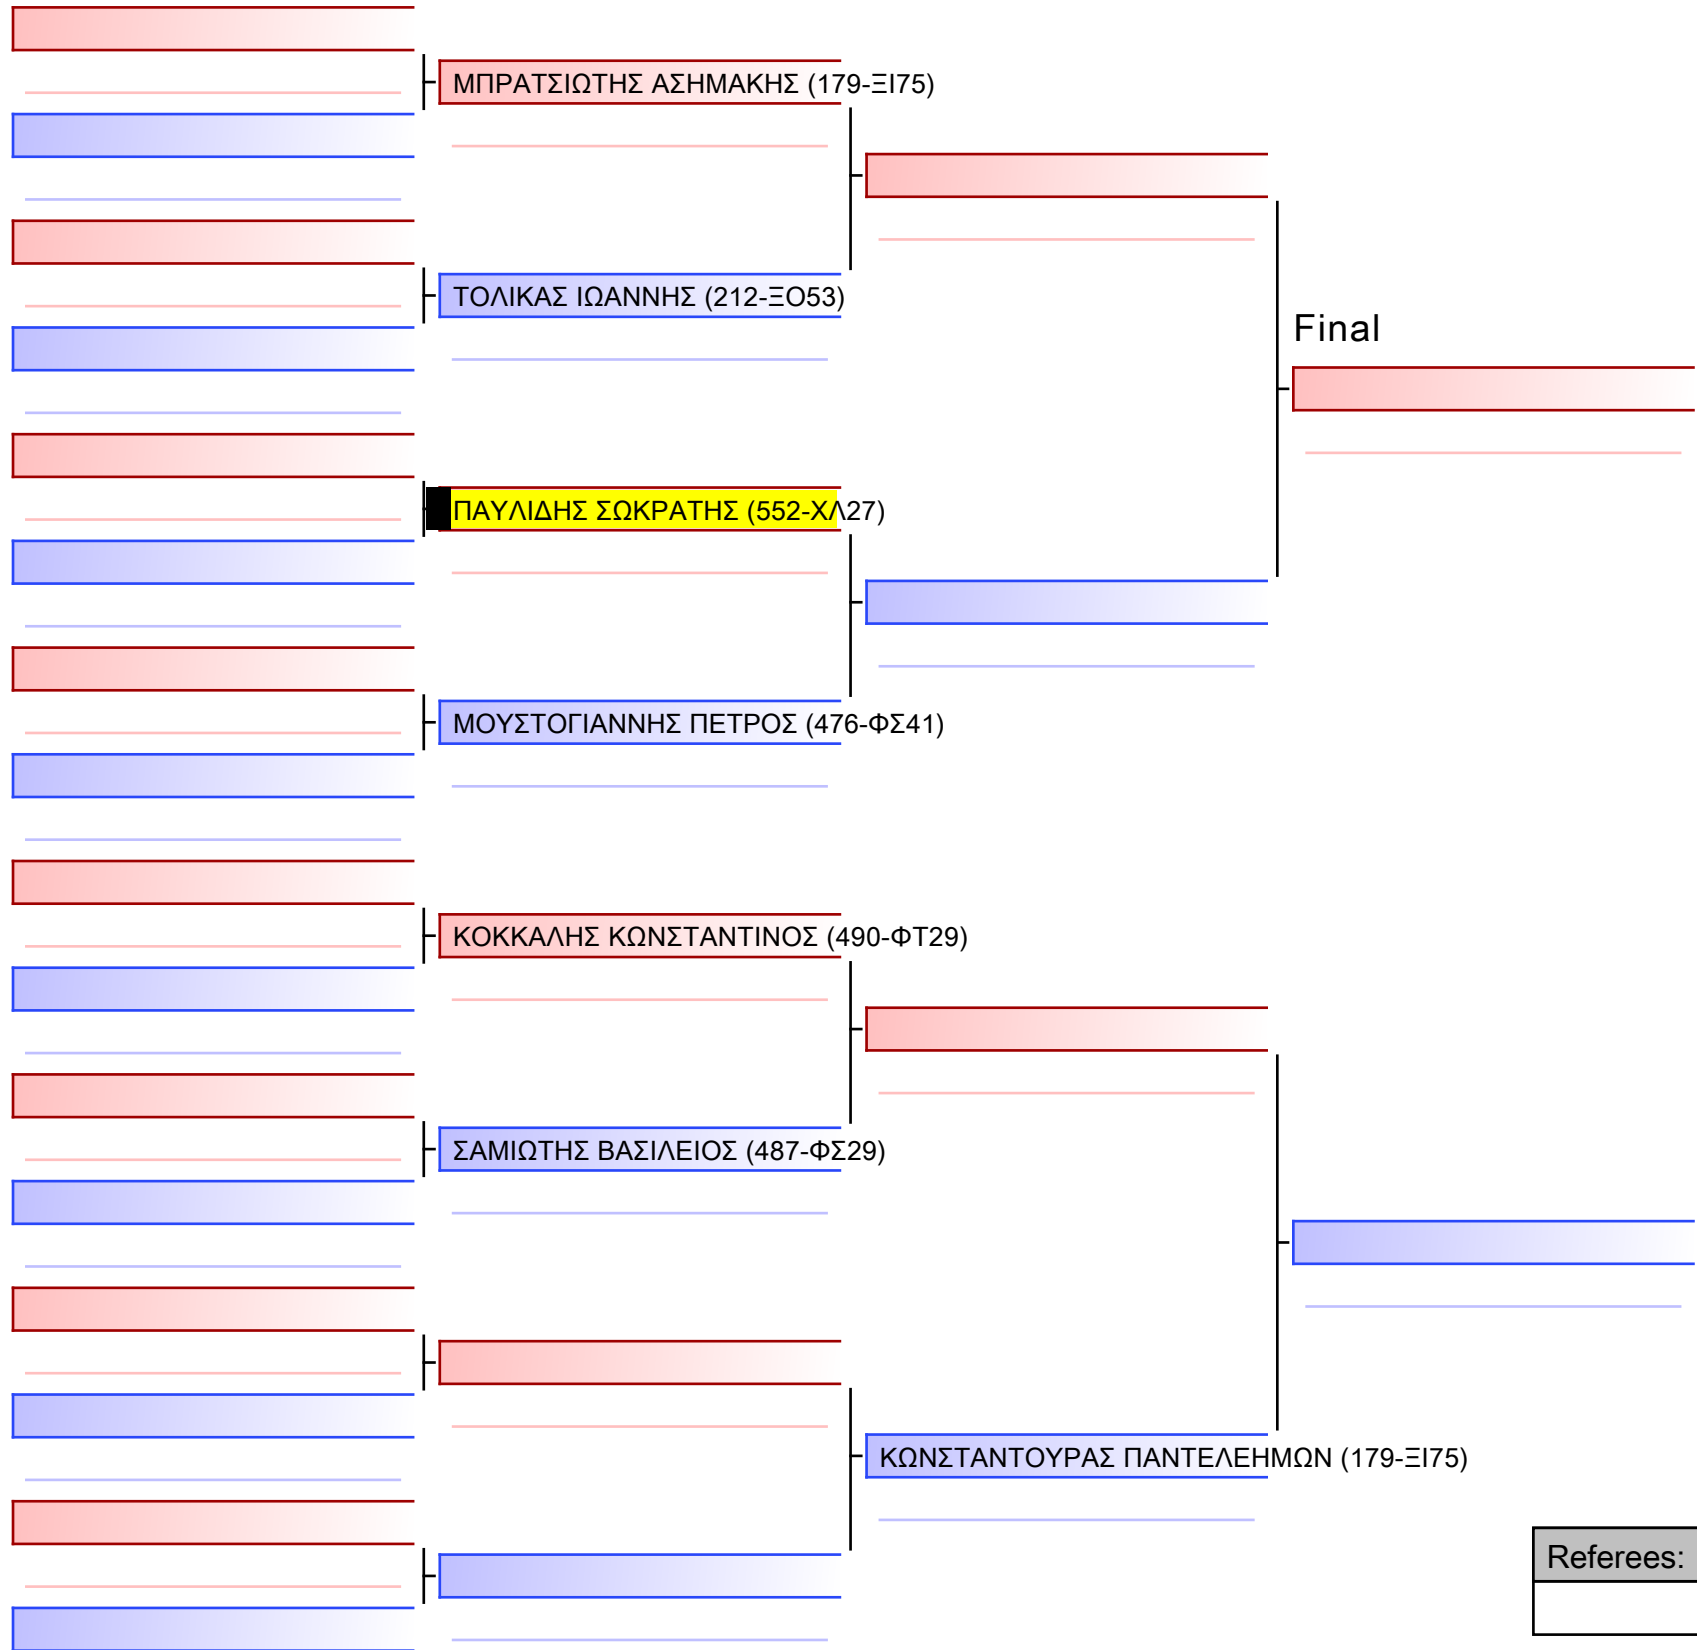 ΜΠΡΑΤΣΙΩΤΗΣ ΑΣΗΜΑΚΗΣ (179-ΞΙ75)
ΤΟΛΙΚΑΣ ΙΩΑΝΝΗΣ (212-ΞΟ53)
Final
ΠΑΥΛΙΔΗΣ ΣΩΚΡΑΤΗΣ (552-ΧΛ27)
ΜΟΥΣΤΟΓΙΑΝΝΗΣ ΠΕΤΡΟΣ (476-ΦΣ41)
ΚΟΚΚΑΛΗΣ ΚΩΝΣΤΑΝΤΙΝΟΣ (490-ΦΤ29)
ΣΑΜΙΩΤΗΣ ΒΑΣΙΛΕΙΟΣ (487-ΦΣ29)
ΚΩΝΣΤΑΝΤΟΥΡΑΣ ΠΑΝΤΕΛΕΗΜΩΝ (179-ΞΙ75)
Referees: